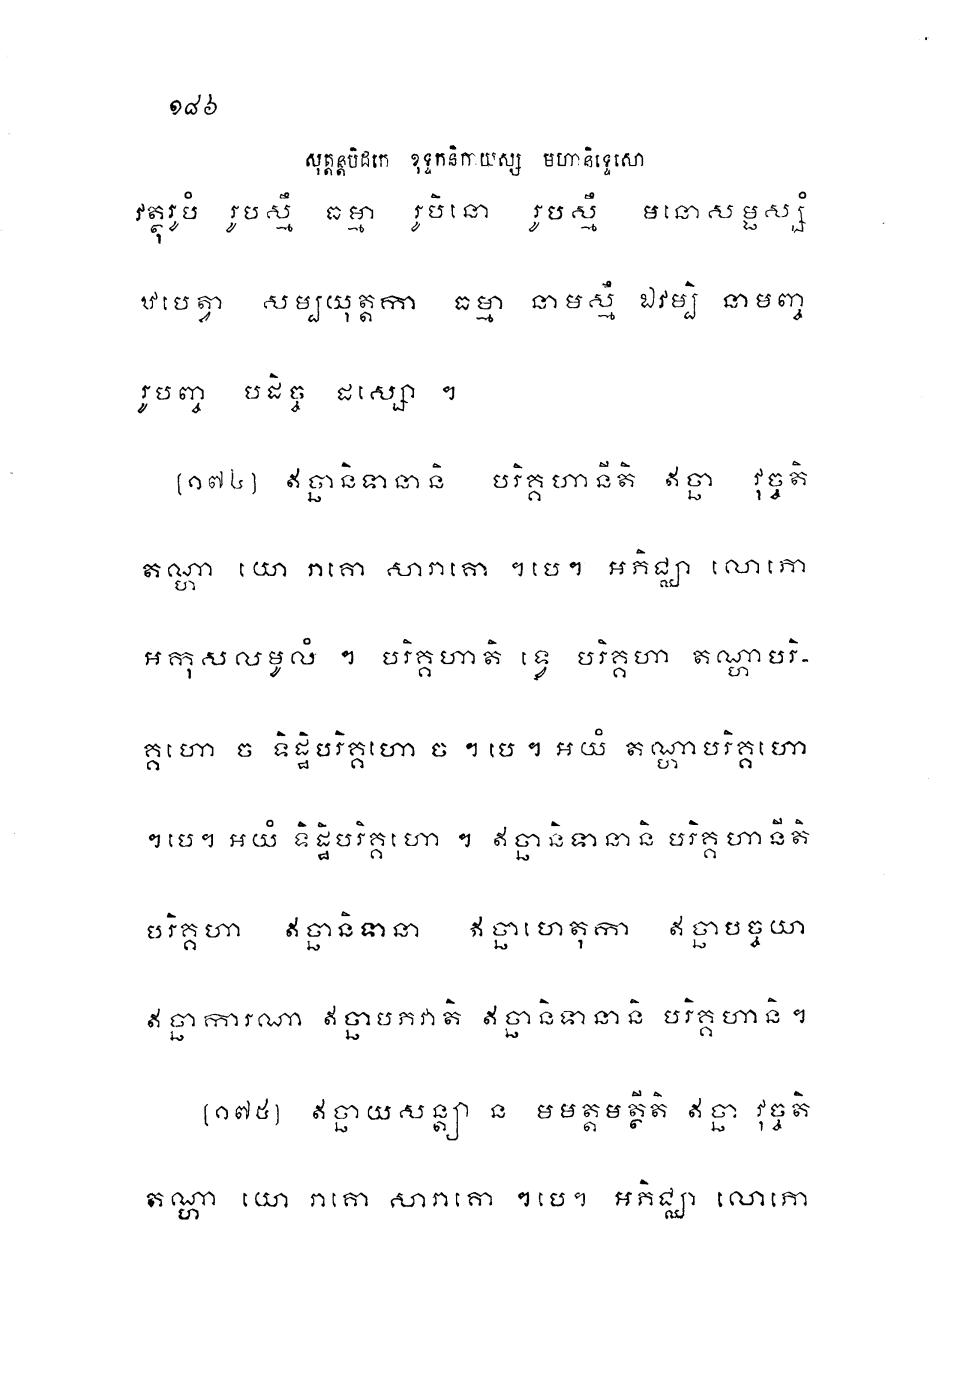 ១៨៦
សុត្តន្តបិដកេ ខុទ្ទកនិកាយស្ស មហានិទ្ទេសោ
វត្ថុរូបំ រូបស្មឹ ធម្មា រូបិនោ រូបស្មឹ មនោសម្ផស្សំ
ឋបេត្វា សម្បយុត្តកា ធម្មា នាមស្មឹ ឯវម្បិ នាមញ្ច
រូបញ្ច បដិច្ច ផស្សោ ។
(១៧៤) ឥច្ឆានិទានានិ បរិគ្គហានីតិ ឥច្ឆា វុច្ចតិ
តណ្ហា យោ រាគោ សារាគោ ។បេ។ អភិជ្ឈា លោភោ
អកុសលមូលំ ។ បរិគ្គហាតិ ទ្វេ បរិគ្គហា តណ្ហាបរិ-
គ្គហោ ច ទិដ្ឋិបរិគ្គហោ ច ។បេ។ អយំ តណ្ហាបរិគ្គហោ
។បេ។ អយំ ទិដ្ឋិបរិគ្គហោ ។ ឥច្ឆានិទានានិ បរិគ្គហានីតិ
បរិគ្គហា ឥច្ឆានិទានា ឥច្ឆាហេតុកា ឥច្ឆាបច្ចយា
ឥច្ឆាការណា ឥច្ឆាបភវាតិ ឥច្ឆានិទានានិ បរិគ្គហានិ។
(១៧៥) ឥច្ឆាយសន្ត្យា ន មមត្តមត្ថីតិ ឥច្ឆា វុច្ចតិ
តណ្ហា យោ រាគោ សារាគោ ។បេ។ អភិជ្ឈា លោភោ